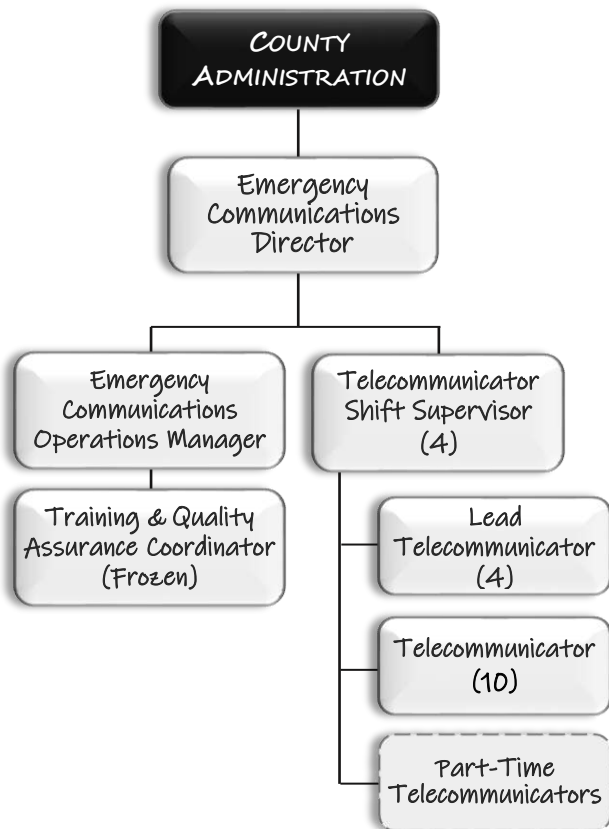 COUNTY
ADMINISTRATION
Emergency
Communications
Director
Emergency
Communications
Operations Manager
Training & Quality
Assurance Coordinator
(Frozen)
Telecommunicator
Shift Supervisor
(4)
Lead
Telecommunicator
(4)
Telecommunicator
(10)
Part-Time
Telecommunicators